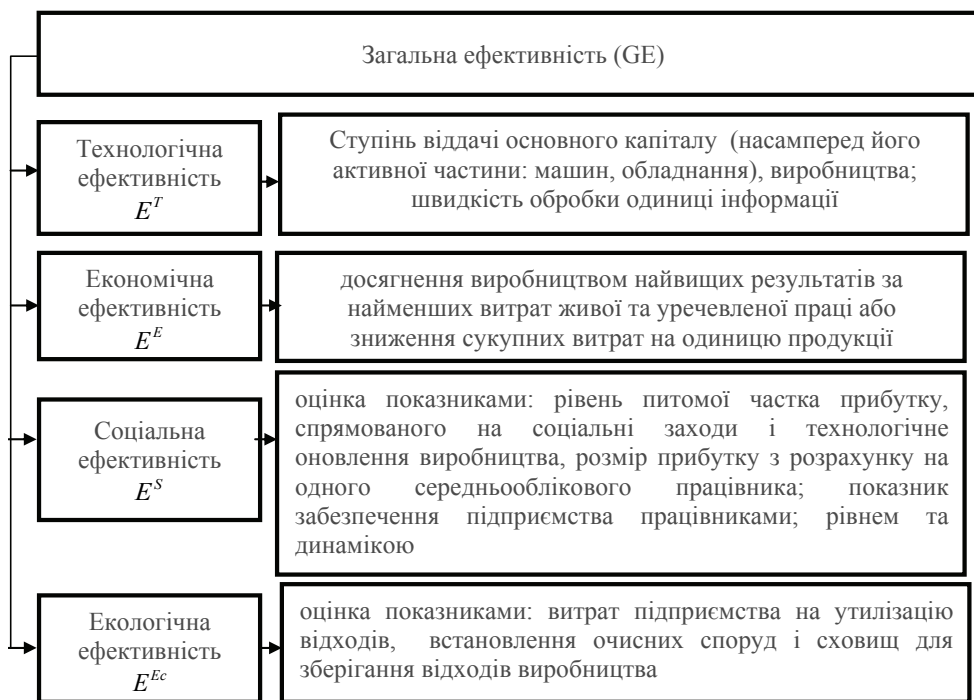 Загальна ефективність (GE)
Технологічна
ефективність
E^T
Ступінь віддачі основного капіталу (насамперед його
активної частини: машин, обладнання), виробництва;
швидкість обробки одиниці інформації
Економічна
ефективність
E^E
досягнення виробництвом найвищих результатів за
найменших витрат живої та уречевленої праці або
зниження сукупних витрат на одиницю продукції
Соціальна
ефективність
E^S
оцінка показниками: рівень питомої частка прибутку,
спрямованого на соціальні заходи і технологічне
оновлення виробництва, розмір прибутку з розрахунку на
одного середньооблікового працівника; показник
забезпечення підприємства працівниками; рівнем та
динамікою
Екологічна
ефективність
E^{Ec}
оцінка показниками: витрат підприємства на утилізацію
відходів, встановлення очисних споруд і сховищ для
зберігання відходів виробництва